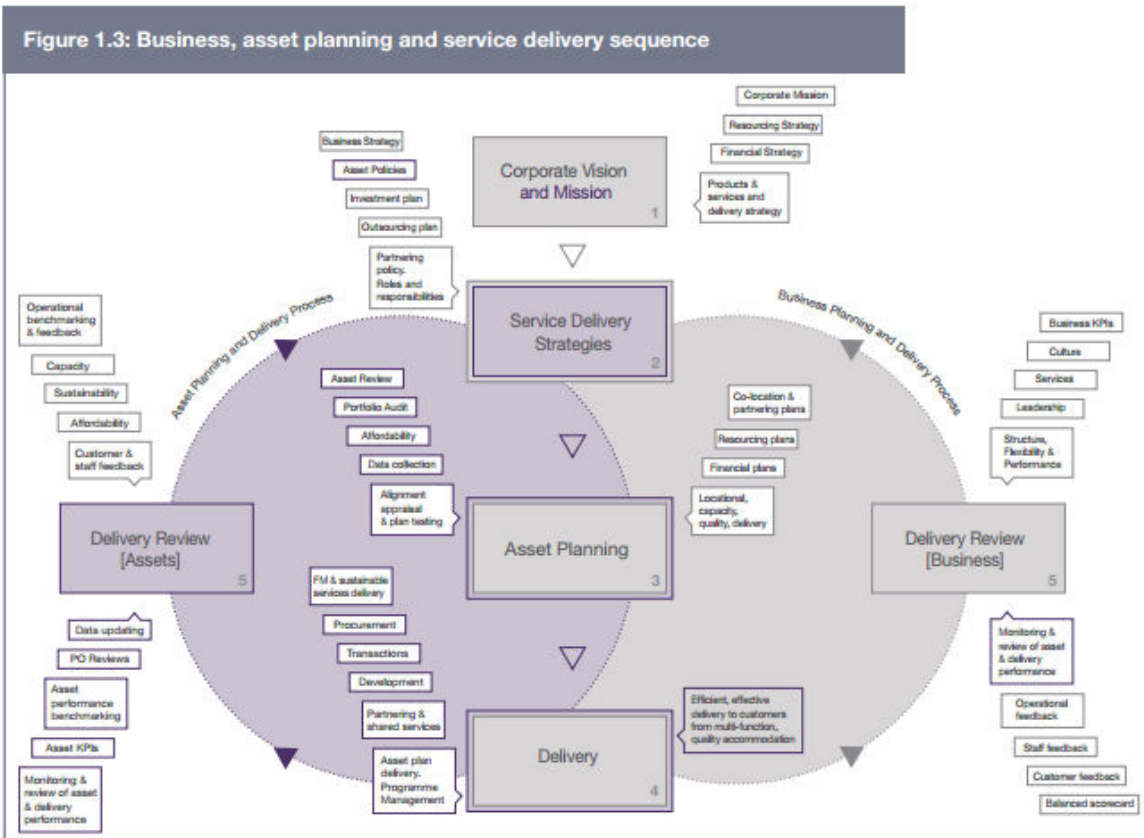 Figure 1.3: Business, asset planning and service delivery sequence
Corporate Mission
Resourcing Strategy
Financial Strategy
Products &
services and
delivery strategy
Business Strategy
Asset Policies
Investment plan
Outsourcing plan
Partnering
policy.
Roles and
responsibilities
Corporate Vision
and Mission
1
Asset Planning and Delivery Process
Business Planning and Delivery Process
Service Delivery
Strategies
2
Operational
benchmarking
& feedback
Capacity
Sustainability
Affordability
Customer &
staff feedback
Asset Review
Portfolio Audit
Affordability
Data collection
Alignment
appraisal
& plan testing
Co-location &
partnering plans
Resourcing plans
Financial plans
Locational,
capacity,
quality, delivery
Business KPIs
Culture
Services
Leadership
Structure,
Flexibility &
Performance
Delivery Review
[Assets]
5
Asset Planning
3
Delivery Review
[Business]
5
Data updating
PO Reviews
Asset
performance
benchmarking
Asset KPIs
Monitoring &
review of asset
& delivery
performance
FM & sustainable
services delivery
Procurement
Transactions
Development
Partnering &
shared services
Asset plan
delivery.
Programme
Management
Delivery
4
Efficient, effective
delivery to customers
from multi-function,
quality accommodation
Monitoring &
review of asset
& delivery
performance
Operational
feedback
Staff feedback
Customer feedback
Balanced scorecard